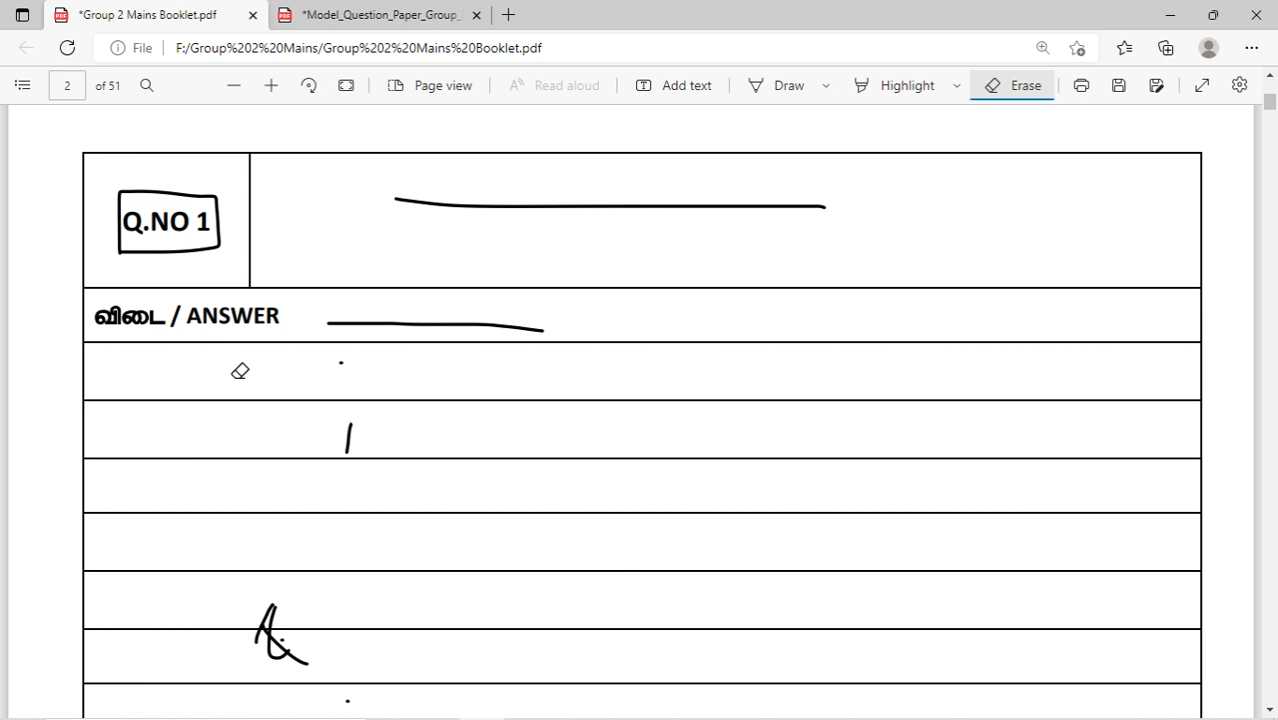 *Group 2 Mains Booklet.pdf
*Model_Question_Paper_Group_
File
F:/Group%202%20Mains/Group%202%20Mains%20Booklet.pdf
2 of 51
Page view
Read aloud
Add text
Draw
Highlight
Erase
Q.NO 1
விடை / ANSWER